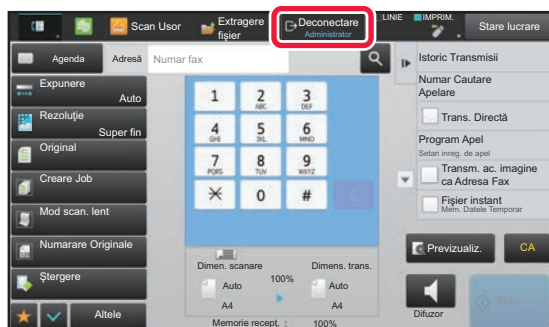 Scan Usor
Extragere
fișier
Deconectare
Administrator
LINIE
IMPRIM.
Stare lucrare
Agenda
Adresă
Numar fax
Expunere
Auto
Rezoluţie
Super fin
Original
Creare Job
Mod scan. lent
Numarare Originale
Ştergere
Altele
1
2
ABC
3
DEF
4
GHI
5
JKL
6
MNO
7
PQRS
8
TUV
9
WXYZ
0
#
C
Dimen. scanare
100%
Dimens. trans.
Auto
A4
Auto
A4
Memorie recept. :
100%
Istoric Transmisii
Numar Cautare
Apelare
Trans. Directă
Program Apel
Setari inreg. de apel
Transm. ac. imagine
ca Adresa Fax
Fişier instant
Mem. Datele Temporar
Previzualiz.
CA
Difuzor
Start